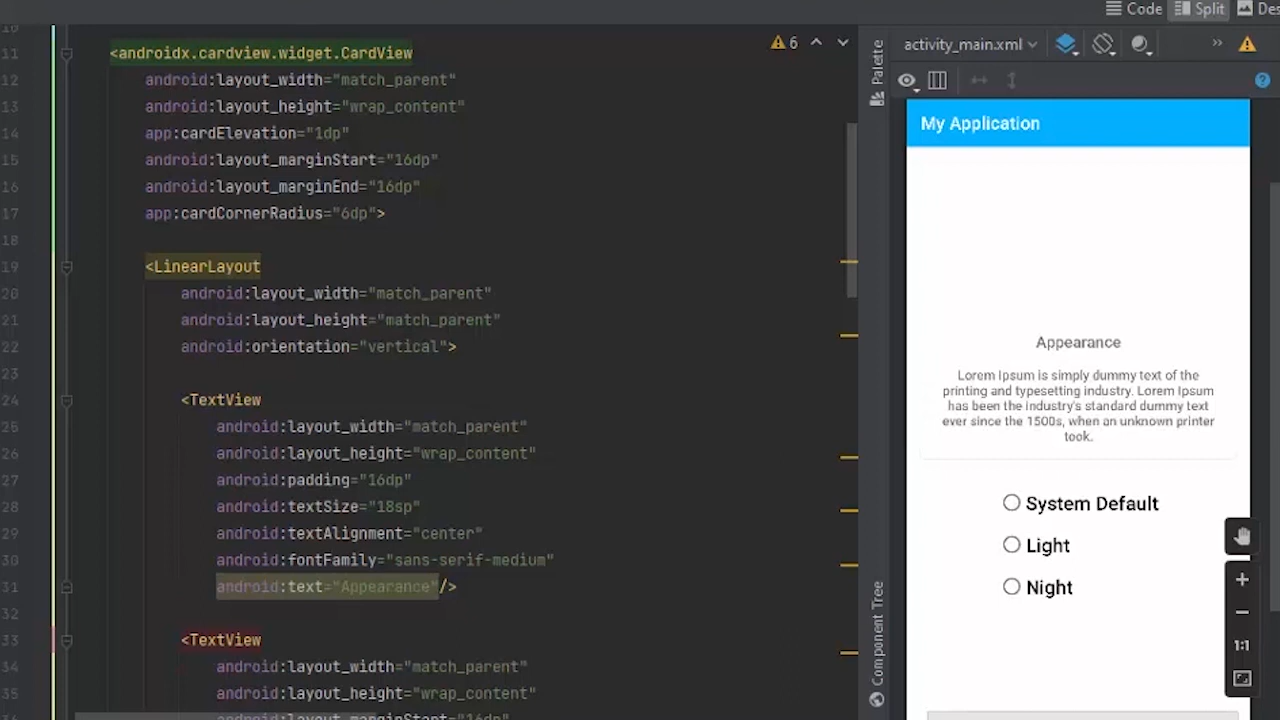 Code Split Des
10
11 <androidx.cardview.widget.CardView
6
12 android:layout_width="match_parent"
13 android:layout_height="wrap_content"
14 app:cardElevation="1dp"
15 android:layout_marginStart="16dp"
16 android:layout_marginEnd="16dp"
17 app:cardCornerRadius="6dp">
18
19 <LinearLayout
20 android:layout_width="match_parent"
21 android:layout_height="match_parent"
22 android:orientation="vertical">
23
24 <TextView
25 android:layout_width="match_parent"
26 android:layout_height="wrap_content"
27 android:padding="16dp"
28 android:textSize="18sp"
29 android:textAlignment="center"
30 android:fontFamily="sans-serif-medium"
31 android:text="Appearance"/>
32
33 <TextView
34 android:layout_width="match_parent"
35 android:layout_height="wrap_content"
android:layout_marginStart="16dp"
Palette
Component Tree
activity_main.xml
»
?
My Application
Appearance
Lorem Ipsum is simply dummy text of the
printing and typesetting industry. Lorem Ipsum
has been the industry's standard dummy text
ever since the 1500s, when an unknown printer
took.
System Default
Light
Night
+
−
1:1